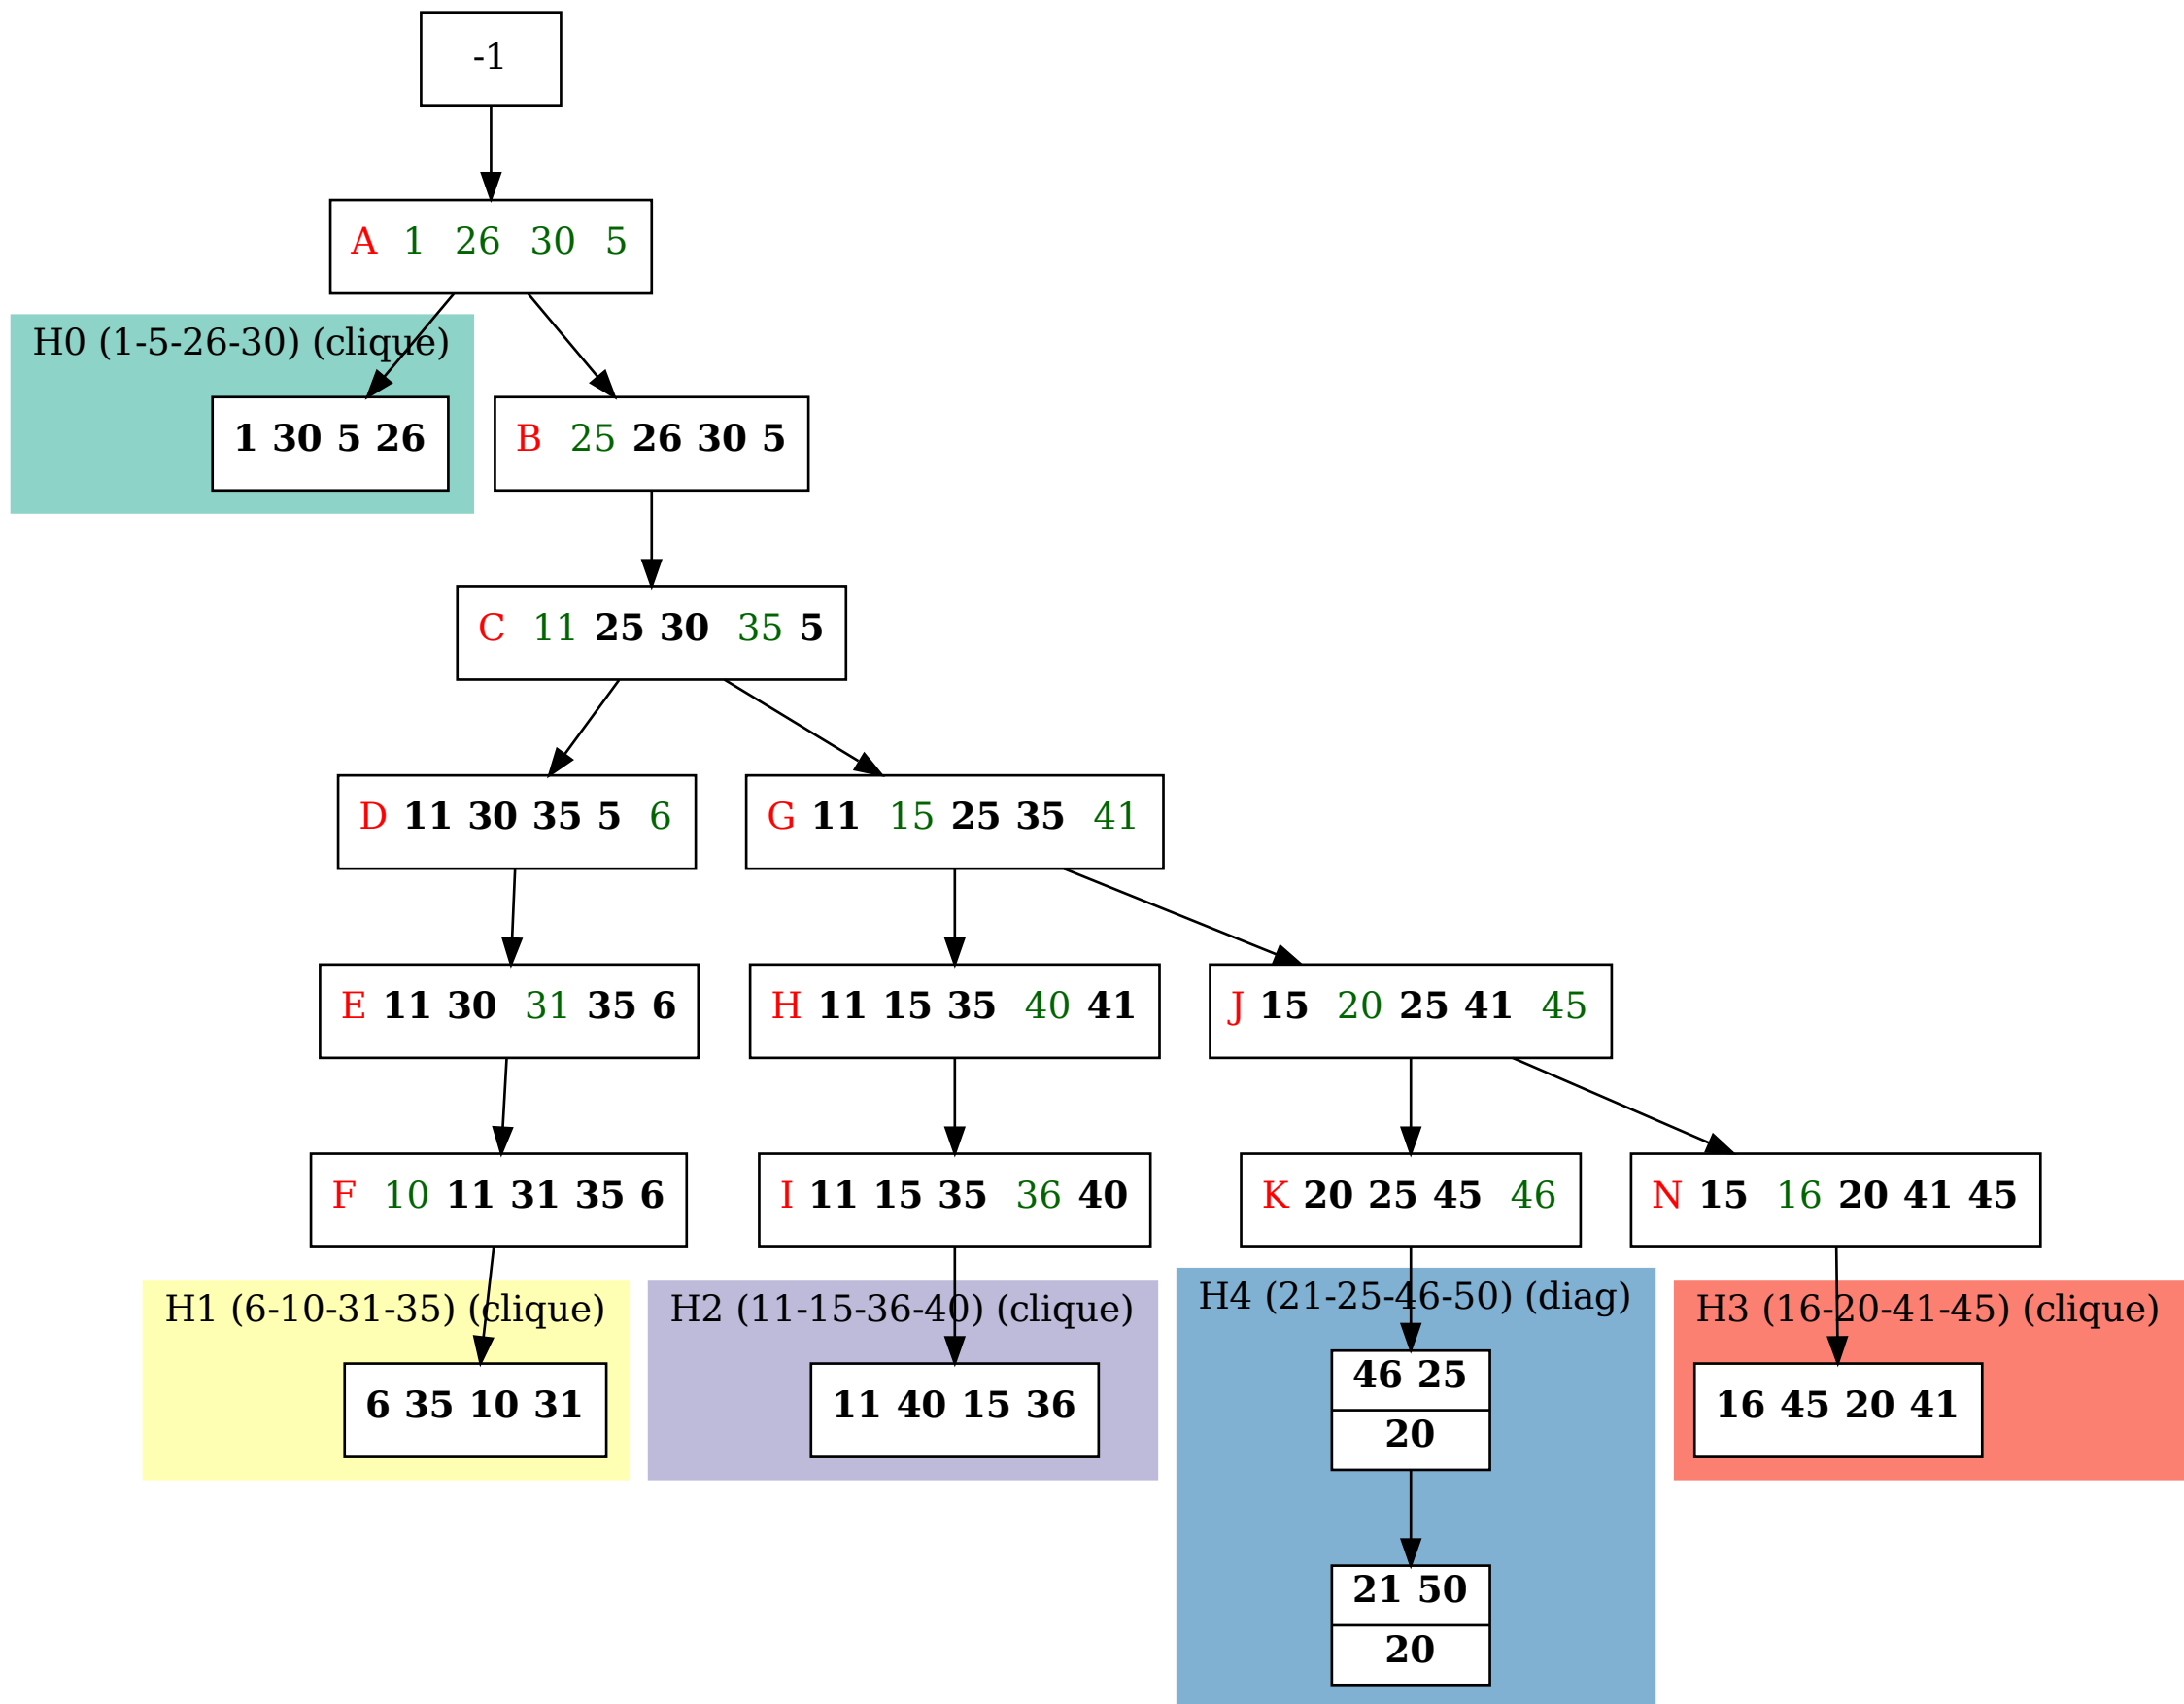 -1
A 1 26 30 5
H0 (1-5-26-30) (clique)
1 30 5 26
B 25 26 30 5
C 11 25 30 35 5
D 11 30 35 5 6
G 11 15 25 35 41
E 11 30 31 35 6
H 11 15 35 40 41
J 15 20 25 41 45
F 10 11 31 35 6
I 11 15 35 36 40
K 20 25 45 46
N 15 16 20 41 45
H1 (6-10-31-35) (clique)
H2 (11-15-36-40) (clique)
H4 (21-25-46-50) (diag)
H3 (16-20-41-45) (clique)
6 35 10 31
11 40 15 36
46 25
20
16 45 20 41
21 50
20